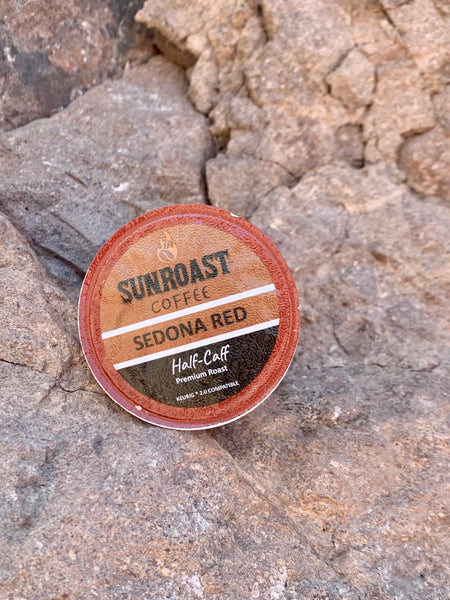 SUNROAST
COFFEE
SEDONA RED
Half-Caff
Premium Roast
KEURIG ® 2.0 COMPATIBLE